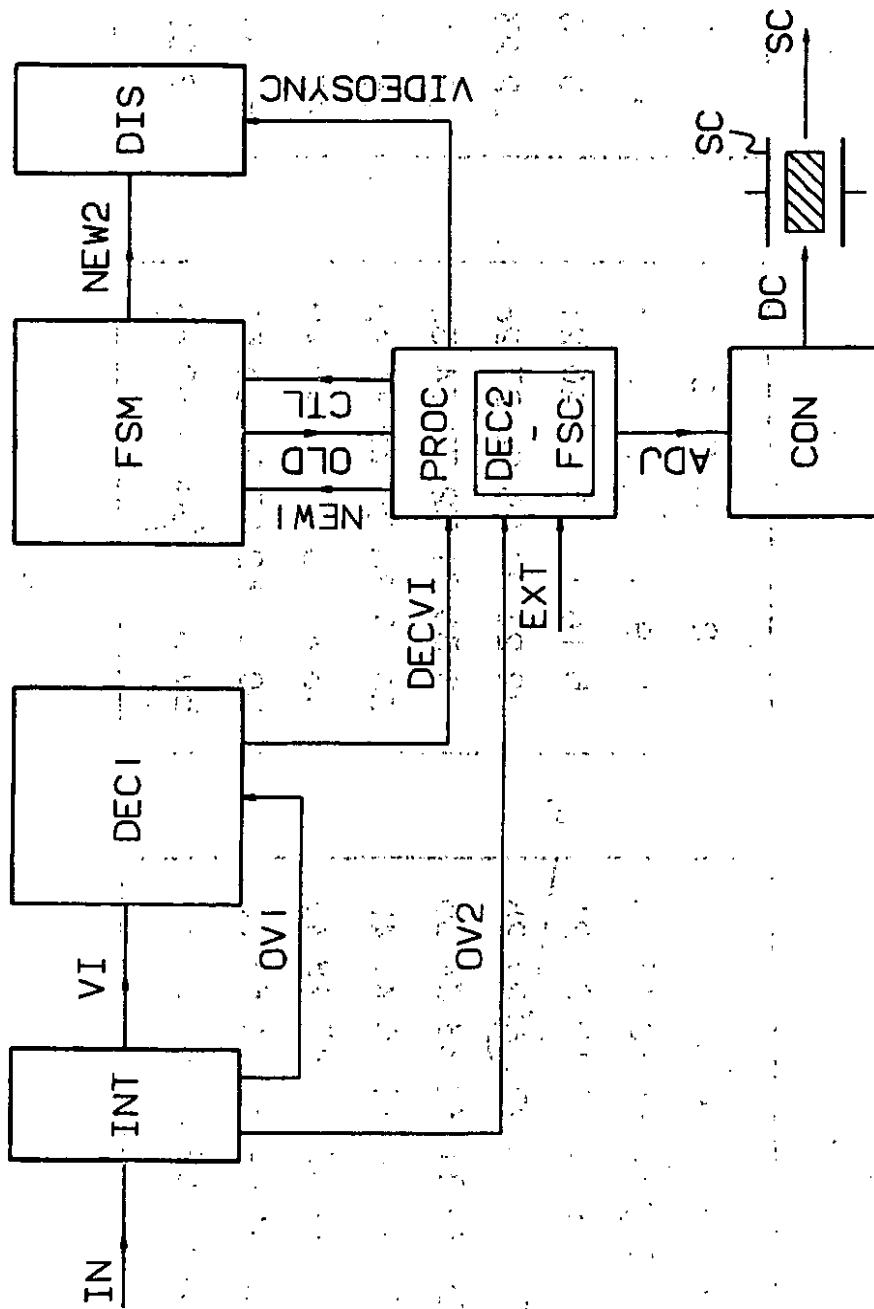 IN
INT
VI
OV1
OV2
DEC1
DECVI
EXT
FSM
NEW1
OLD
CTL
PROC
DEC2
-
FSC
ADJ
CON
NEW2
DIS
VIDEOSYNC
DC
SC
SC